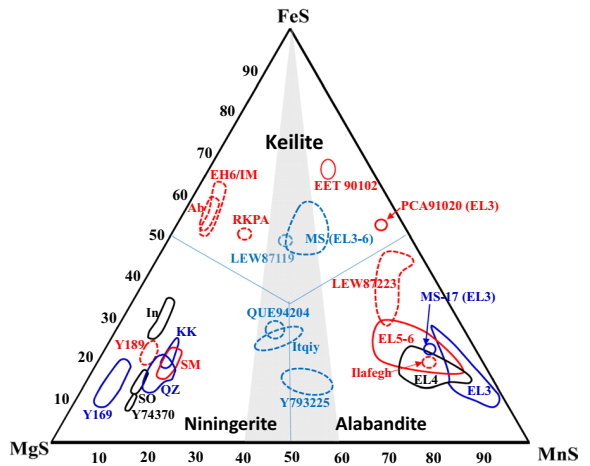 FeS
90
80
Keilite
70
EH6/IM
EET 90102
60
Ab
PCA91020 (EL3)
RKPA
50
MS (EL3-6)
LEW87119
40
LEW87223
MS-17 (EL3)
In
30
QUE94204
KK
EL5-6
Y189
Itqiy
20
SM
Ilafegh
EL4
QZ
EL3
SO
10
Y74370
Y169
Y793225
Niningerite
Alabandite
MgS
MnS
10 20 30 40 50 60 70 80 90